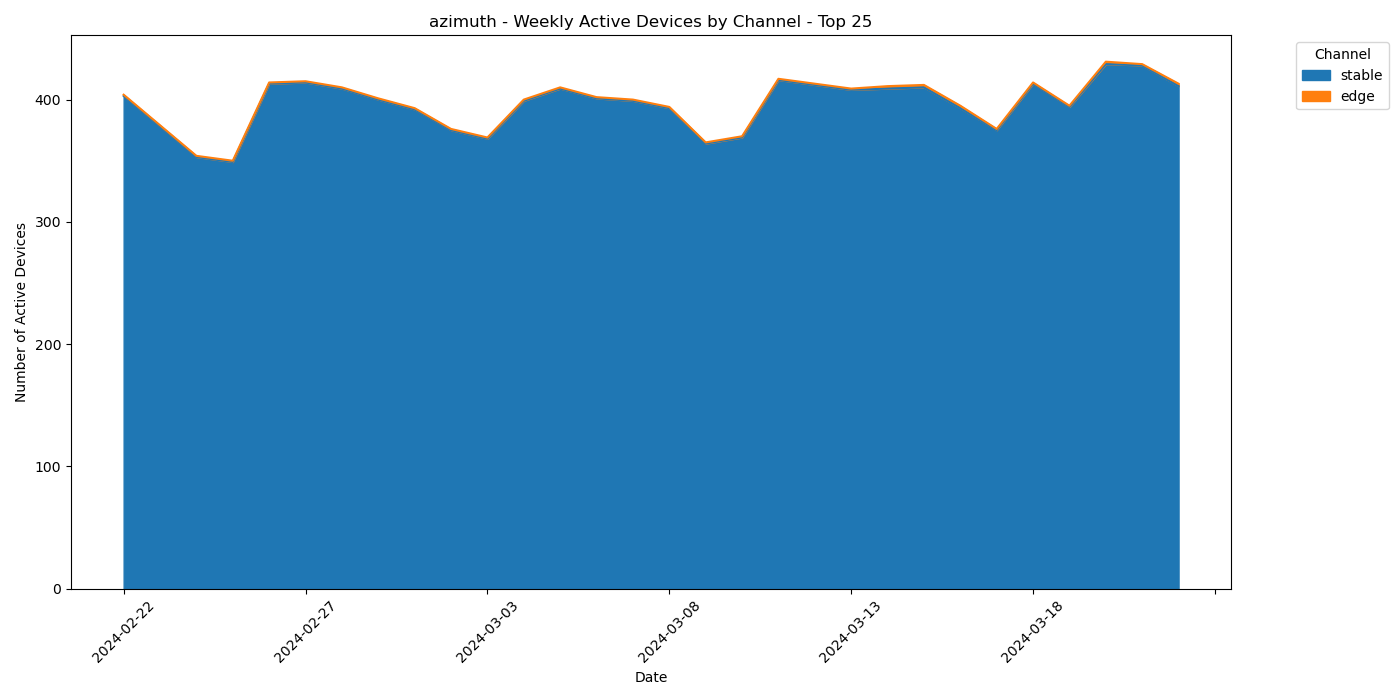 azimuth - Weekly Active Devices by Channel - Top 25
Channel
stable
edge
Number of Active Devices
400
300
200
100
0
2024-02-22
2024-02-27
2024-03-03
2024-03-08
2024-03-13
2024-03-18
Date